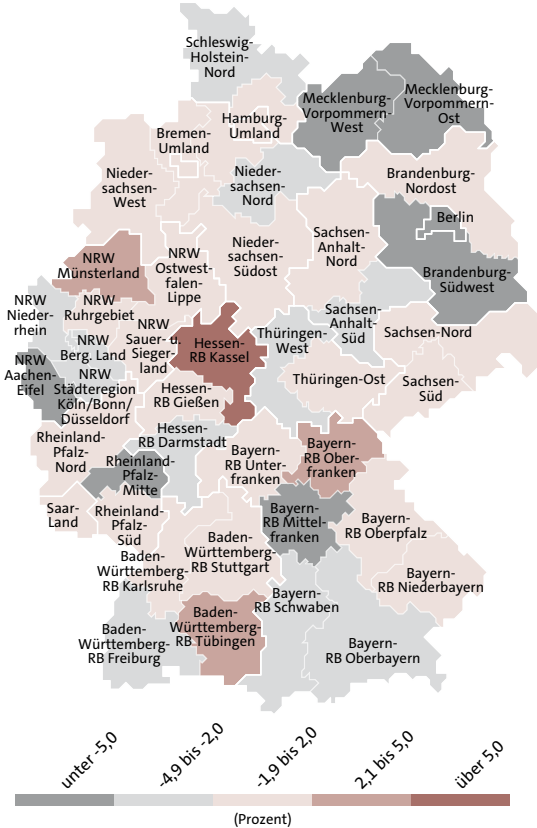 Schleswig-
Holstein-
Nord
Mecklenburg-
Vorpommern-
West
Mecklenburg-
Vorpommern-
Ost
Hamburg-
Umland
Bremen-
Umland
Nieder-
sachsen-
West
Nieder-
sachsen-
Nord
Brandenburg-
Nordost
Berlin
Sachsen-
Anhalt-
Nord
Nieder-
sachsen-
Südost
Brandenburg-
Südwest
NRW
Münsterland
NRW
Ostwest-
falen-
Lippe
NRW
Nieder-
rhein
NRW
Ruhrgebiet
NRW
Sauer- u.
Sieger-
land
Hessen-
RB Kassel
Thüringen-
West
Sachsen-
Anhalt-
Süd
Sachsen-Nord
NRW
Berg. Land
NRW
Aachen-
Eifel
NRW
Städteregion
Köln/Bonn/
Düsseldorf
Hessen-
RB Gießen
Thüringen-Ost
Sachsen-
Süd
Hessen-
RB Darmstadt
Rheinland-
Pfalz-
Nord
Rheinland-
Pfalz-
Mitte
Bayern-
RB Unter-
franken
Bayern-
RB Ober-
franken
Saar-
Land
Rheinland-
Pfalz-
Süd
Bayern-
RB Mittel-
franken
Bayern-
RB Oberpfalz
Baden-
Württemberg-
RB Karlsruhe
Baden-
Württemberg-
RB Stuttgart
Bayern-
RB Niederbayern
Bayern-
RB Schwaben
Baden-
Württemberg-
RB Tübingen
Baden-
Württemberg-
RB Freiburg
Bayern-
RB Oberbayern
unter -5,0
-4,9 bis -2,0
-1,9 bis 2,0
2,1 bis 5,0
über 5,0
(Prozent)